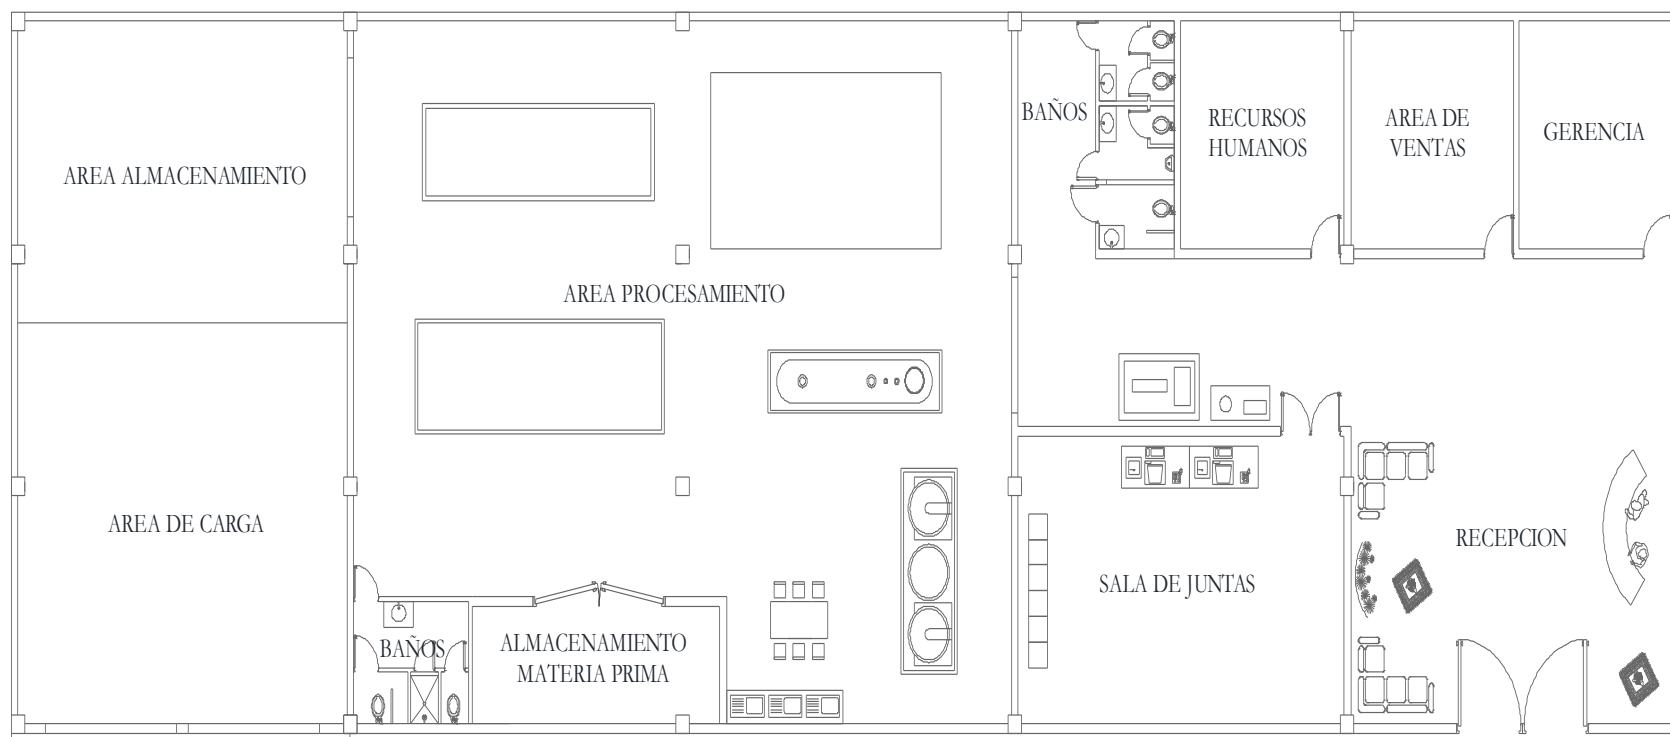 BAÑOS
RECURSOS
HUMANOS
AREA DE
VENTAS
GERENCIA
AREA ALMACENAMIENTO
AREA PROCESAMIENTO
AREA DE CARGA
RECEPCION
SALA DE JUNTAS
BAÑOS
ALMACENAMIENTO
MATERIA PRIMA